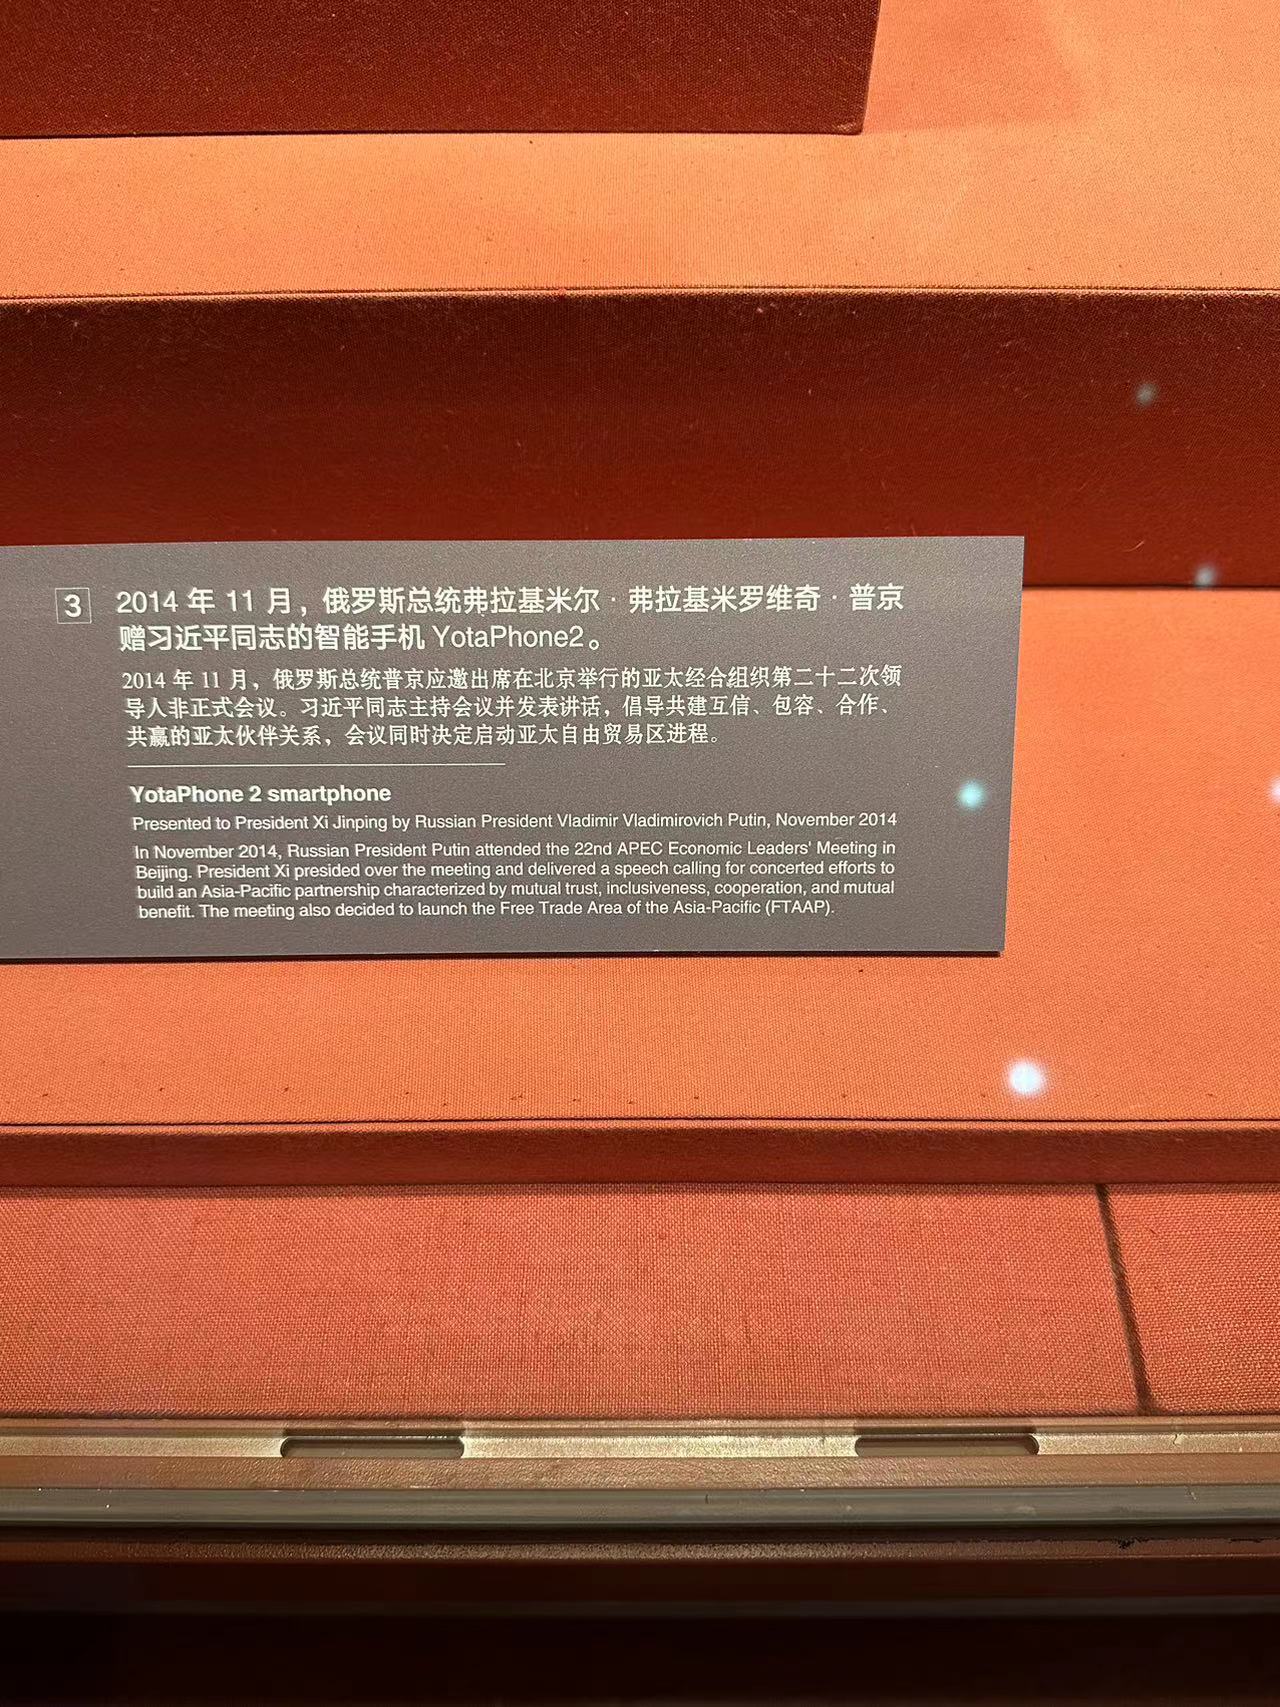 3 2014 年 11 月，俄罗斯总统弗拉基米尔·弗拉基米罗维奇·普京
赠习近平同志的智能手机 YotaPhone2。
2014 年 11 月，俄罗斯总统普京应邀出席在北京举行的亚太经合组织第二十二次领
导人非正式会议。习近平同志主持会议并发表讲话，倡导共建互信、包容、合作、
共赢的亚太伙伴关系，会议同时决定启动亚太自由贸易区进程。
YotaPhone 2 smartphone
Presented to President Xi Jinping by Russian President Vladimir Vladimirovich Putin, November 2014
In November 2014, Russian President Putin attended the 22nd APEC Economic Leaders' Meeting in
Beijing. President Xi presided over the meeting and delivered a speech calling for concerted efforts to
build an Asia-Pacific partnership characterized by mutual trust, inclusiveness, cooperation, and mutual
benefit. The meeting also decided to launch the Free Trade Area of the Asia-Pacific (FTAAP).